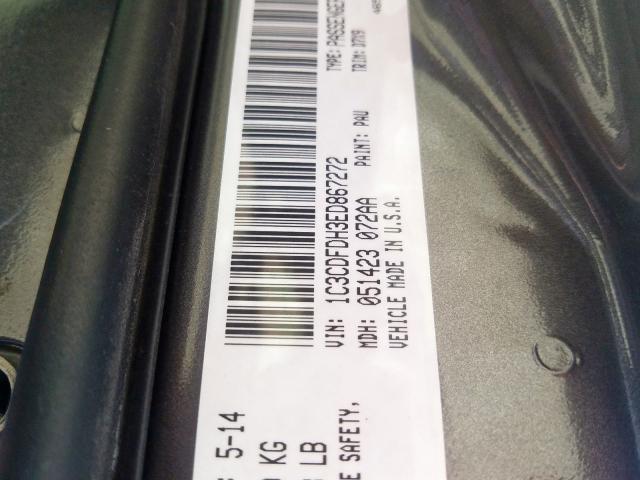 5-14
KG
LB
E SAFETY,
VIN: 1C3CDFDH3ED867272 TYPE: PASSENGER
MDH: 051423 072AA PAINT: PAU TRIM: D7X9
VEHICLE MADE IN U.S.A.